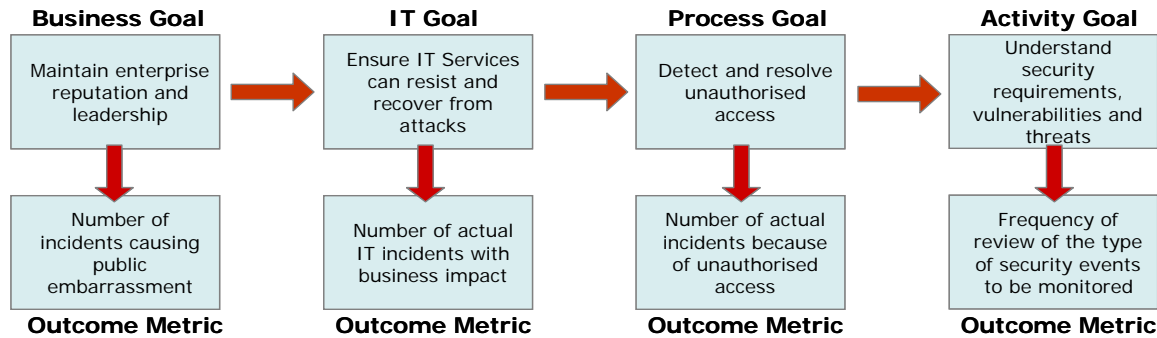 Business Goal
Maintain enterprise
reputation and
leadership
Number of
incidents causing
public
embarrassment
Outcome Metric
IT Goal
Ensure IT Services
can resist and
recover from
attacks
Number of actual
IT incidents with
business impact
Outcome Metric
Process Goal
Detect and resolve
unauthorised
access
Number of actual
incidents because
of unauthorised
access
Outcome Metric
Activity Goal
Understand
security
requirements,
vulnerabilities and
threats
Frequency of
review of the type
of security events
to be monitored
Outcome Metric